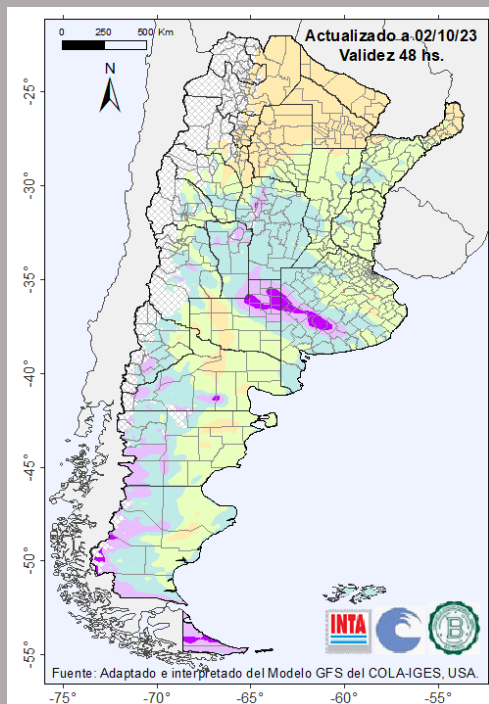 Actualizado a 02/10/23
Validez 48 hs.
0 250 500 Km
N
-25°
-30°
-35°
-40°
-45°
-50°
-55°
INTA
B
Fuente: Adaptado e interpretado del Modelo GFS del COLA-IGES, USA.
-75° -70° -65° -60° -55°